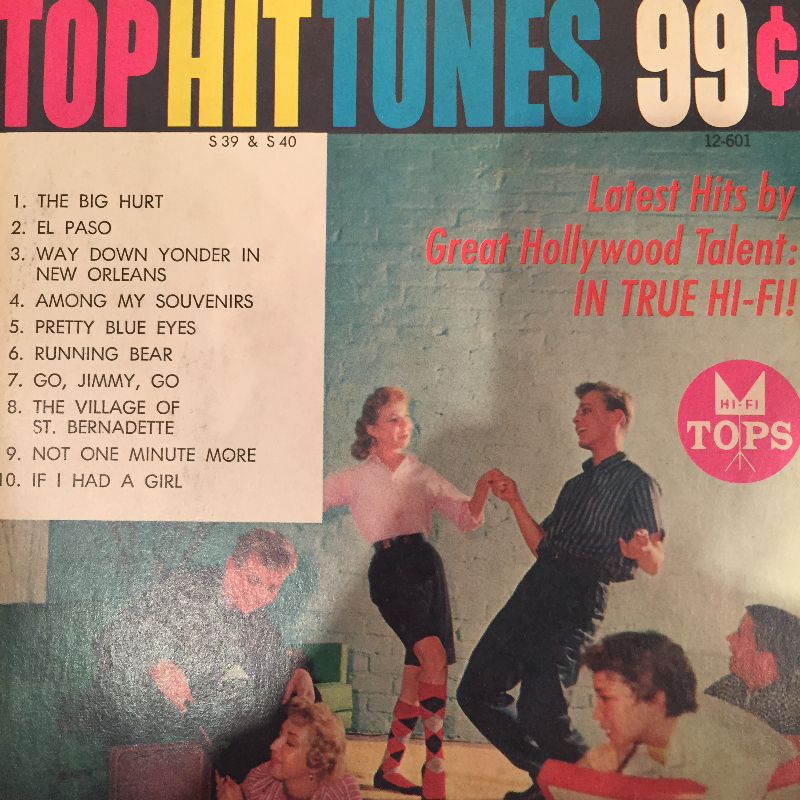 TOP HIT TUNES 99¢
S 39 & S 40
12-601
1. THE BIG HURT
2. EL PASO
3. WAY DOWN YONDER IN
NEW ORLEANS
4. AMONG MY SOUVENIRS
5. PRETTY BLUE EYES
6. RUNNING BEAR
7. GO, JIMMY, GO
8. THE VILLAGE OF
ST. BERNADETTE
9. NOT ONE MINUTE MORE
10. IF I HAD A GIRL
Latest Hits by
Great Hollywood Talent:
IN TRUE HI-FI!
HI-FI
TOPS